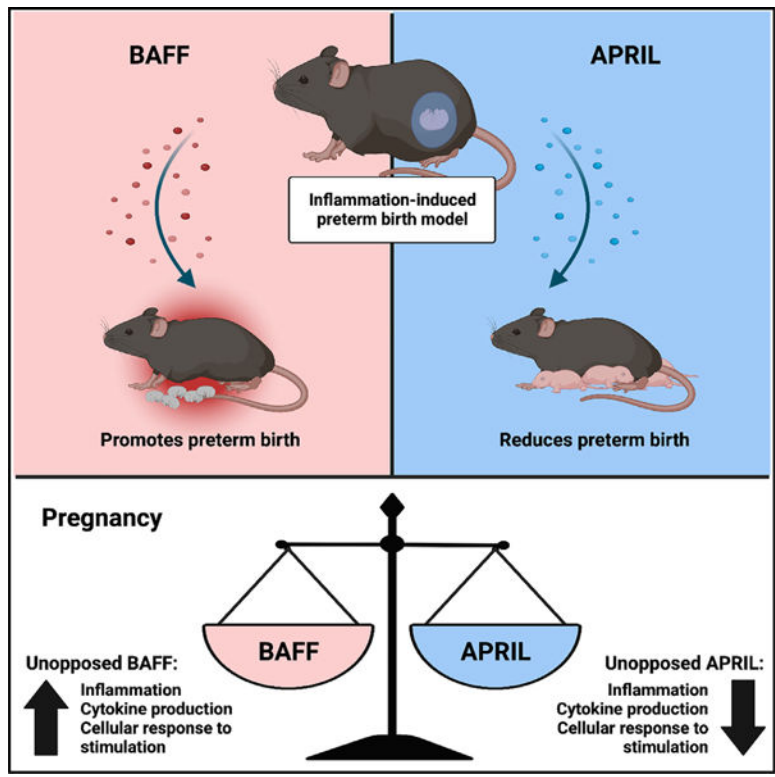 BAFF
APRIL
Inflammation-induced
preterm birth model
Promotes preterm birth
Reduces preterm birth
Pregnancy
BAFF
APRIL
Unopposed BAFF:
Inflammation
Cytokine production
Cellular response to
stimulation
Unopposed APRIL:
Inflammation
Cytokine production
Cellular response to
stimulation